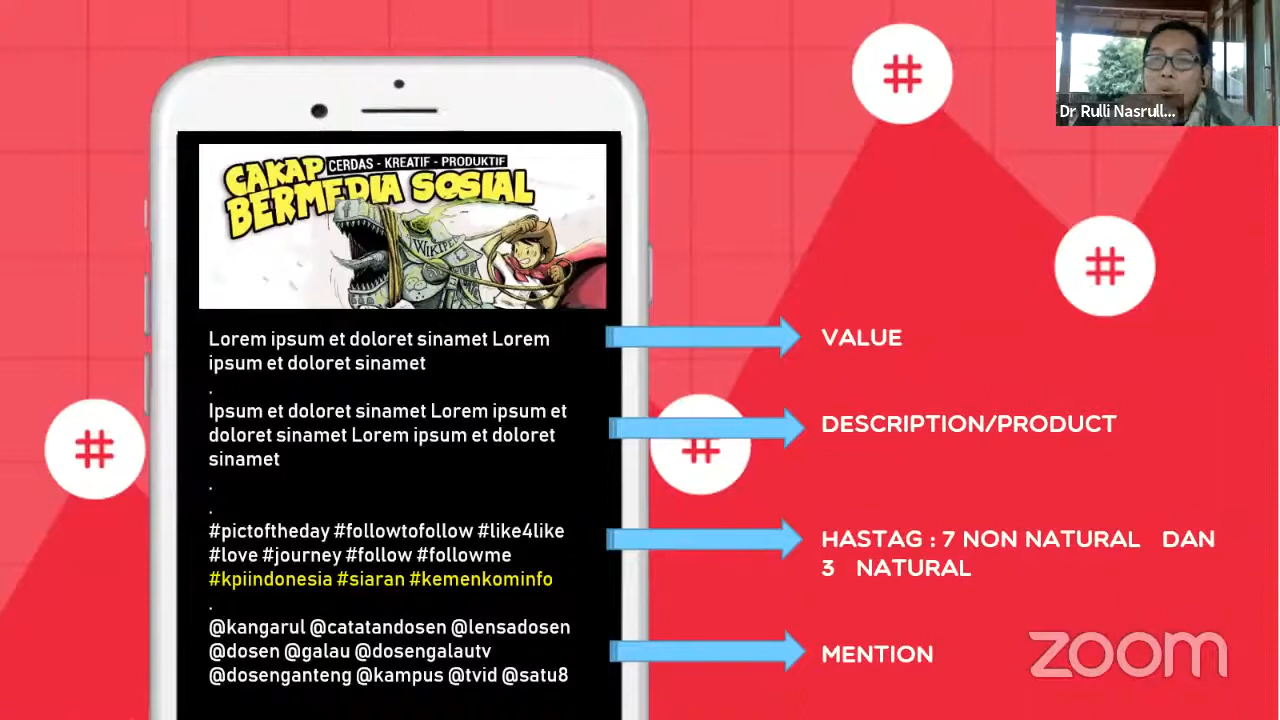 Dr Rulli Nasrull...
CAKAP CERDAS - KREATIF - PRODUKTIF
BERMEDIA SOSIAL
Lorem ipsum et doloret sinamet Lorem
ipsum et doloret sinamet
.
Ipsum et doloret sinamet Lorem ipsum et
doloret sinamet Lorem ipsum et doloret
sinamet
.
.
#pictoftheday #followtofollow #like4like
#love #journey #follow #followme
#kpiindonesia #siaran #kemenkominfo
.
@kangarul @catatandosen @lensadosen
@dosen @galau @dosengalautv
@dosenganteng @kampus @tvid @satu8
VALUE
DESCRIPTION/PRODUCT
HASTAG : 7 NON NATURAL DAN
3 NATURAL
MENTION
zoom
#
#
#
#